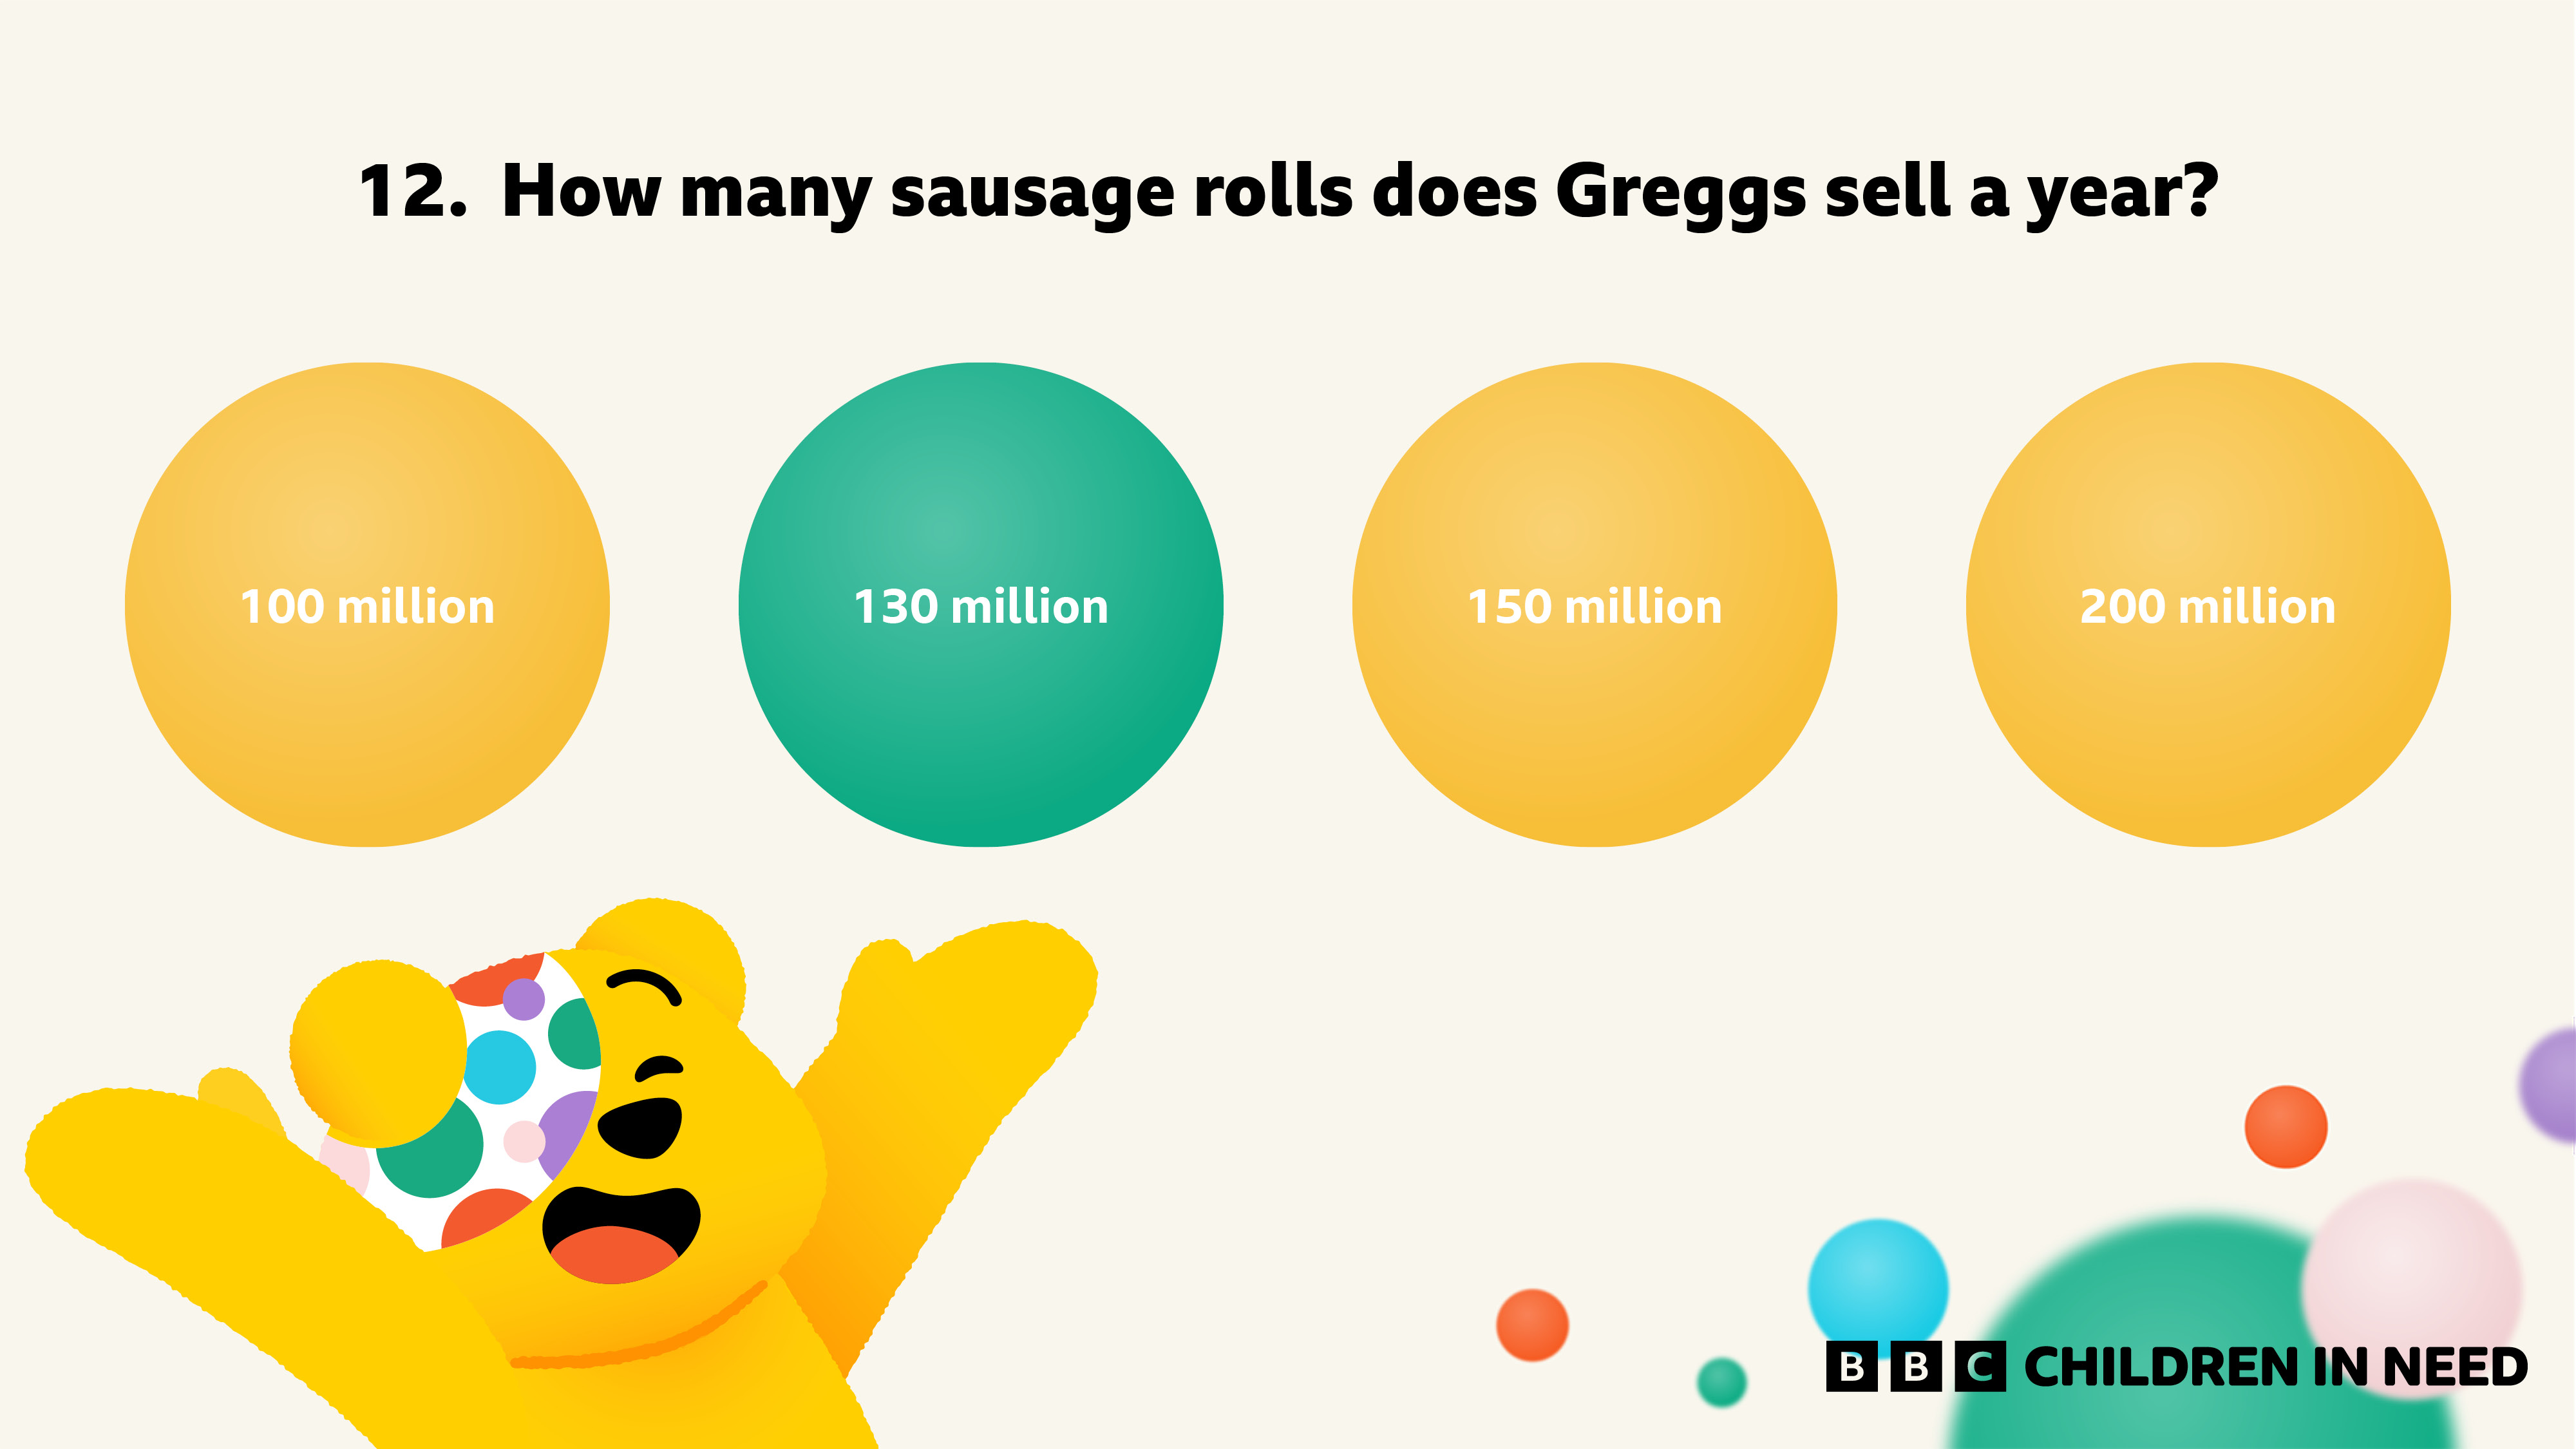 12. How many sausage rolls does Greggs sell a year?
100 million
130 million
150 million
200 million
BBC CHILDREN IN NEED